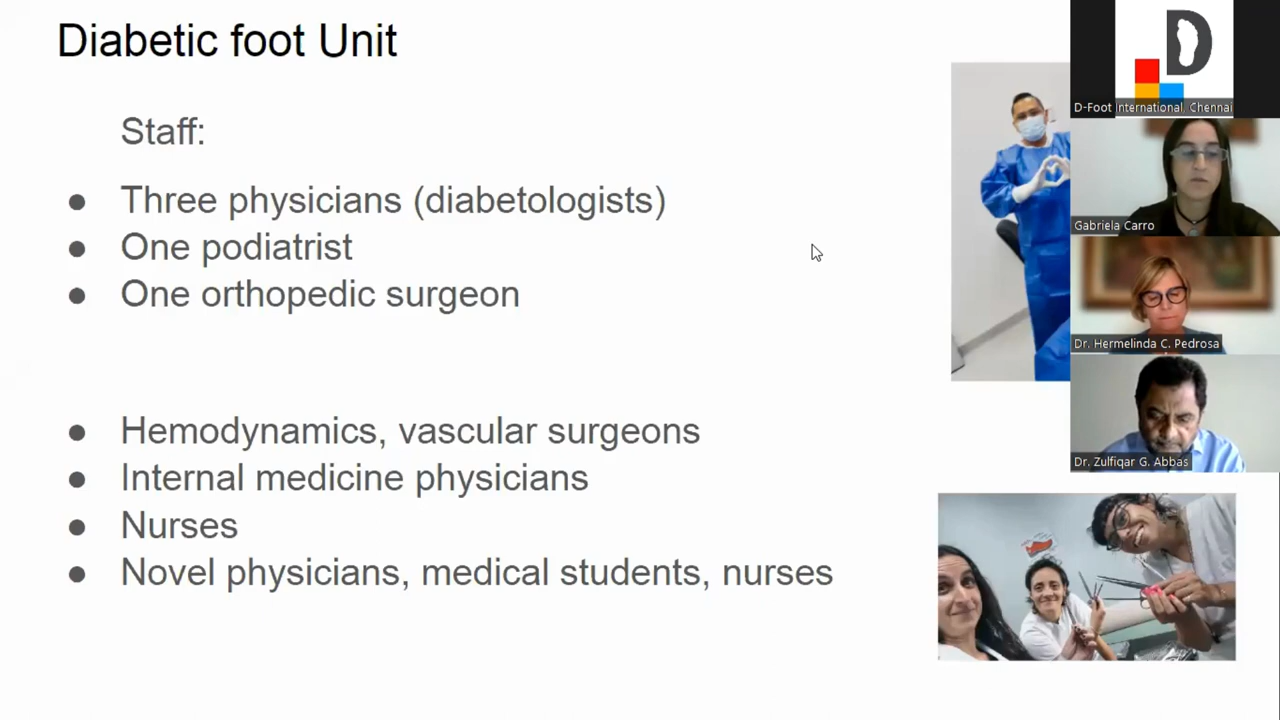 Diabetic foot Unit
Staff:
● Three physicians (diabetologists)
● One podiatrist
● One orthopedic surgeon
● Hemodynamics, vascular surgeons
● Internal medicine physicians
● Nurses
● Novel physicians, medical students, nurses
D
D-Foot International, Chennai
Gabriela Carro
Dr. Hermelinda C. Pedrosa
Dr. Zulfiqar G. Abbas